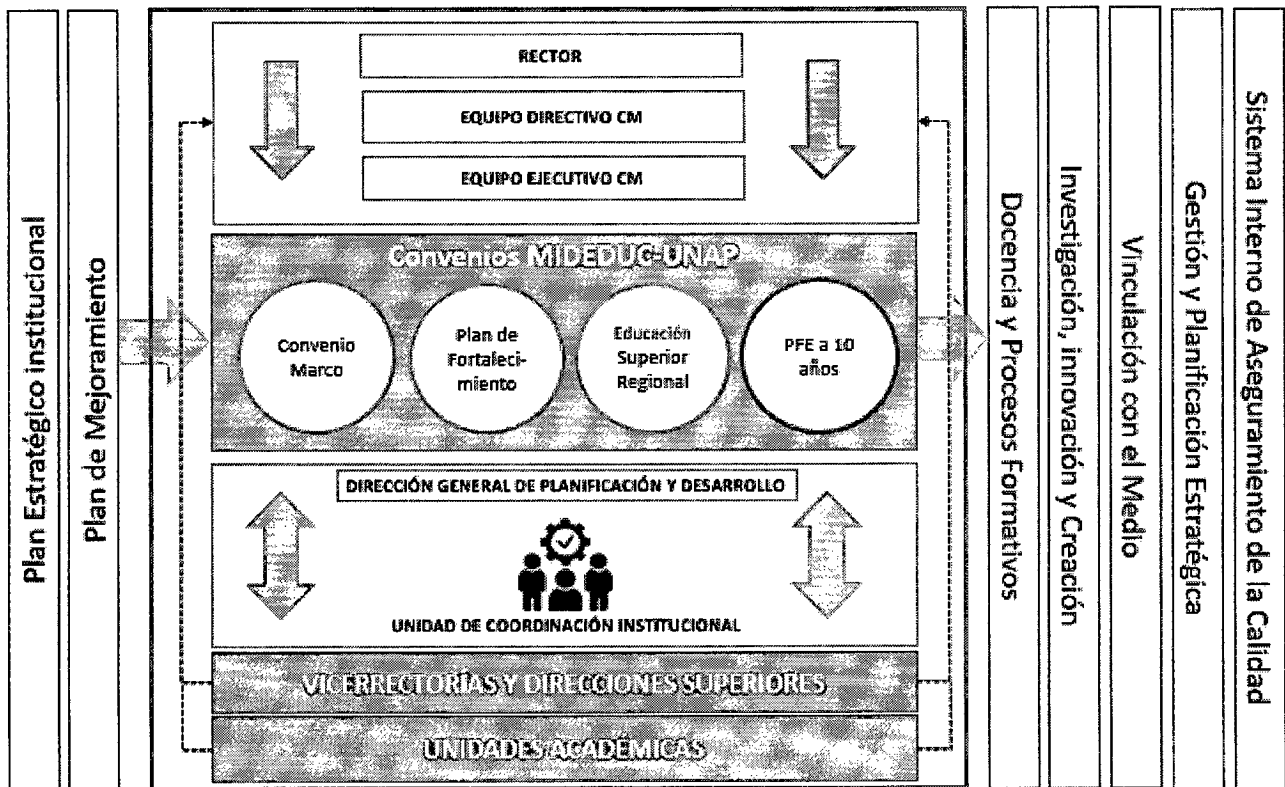 Plan Estratégico institucional
Plan de Mejoramiento
RECTOR
EQUIPO DIRECTIVO CM
EQUIPO EJECUTIVO CM
Convenios MIDEDUC-UNAP
Convenio
Marco
Plan de
Fortaleci-
miento
Educación
Superior
Regional
PFE a 10
años
DIRECCIÓN GENERAL DE PLANIFICACIÓN Y DESARROLLO
UNIDAD DE COORDINACIÓN INSTITUCIONAL
VICERRECTORÍAS Y DIRECCIONES SUPERIORES
UNIDADES ACADÉMICAS
Docencia y Procesos Formativos
Investigación, innovación y Creación
Vinculación con el Medio
Gestión y Planificación Estratégica
Sistema Interno de Aseguramiento de la Calidad